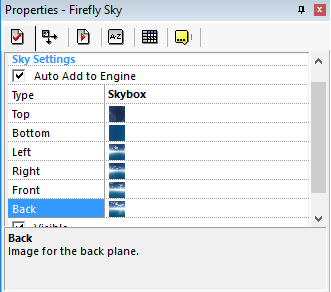 Properties - Firefly Sky
A-Z
Sky Settings
Auto Add to Engine
Type Skybox
Top
Bottom
Left
Right
Front
Back
Visible
Back
Image for the back plane.